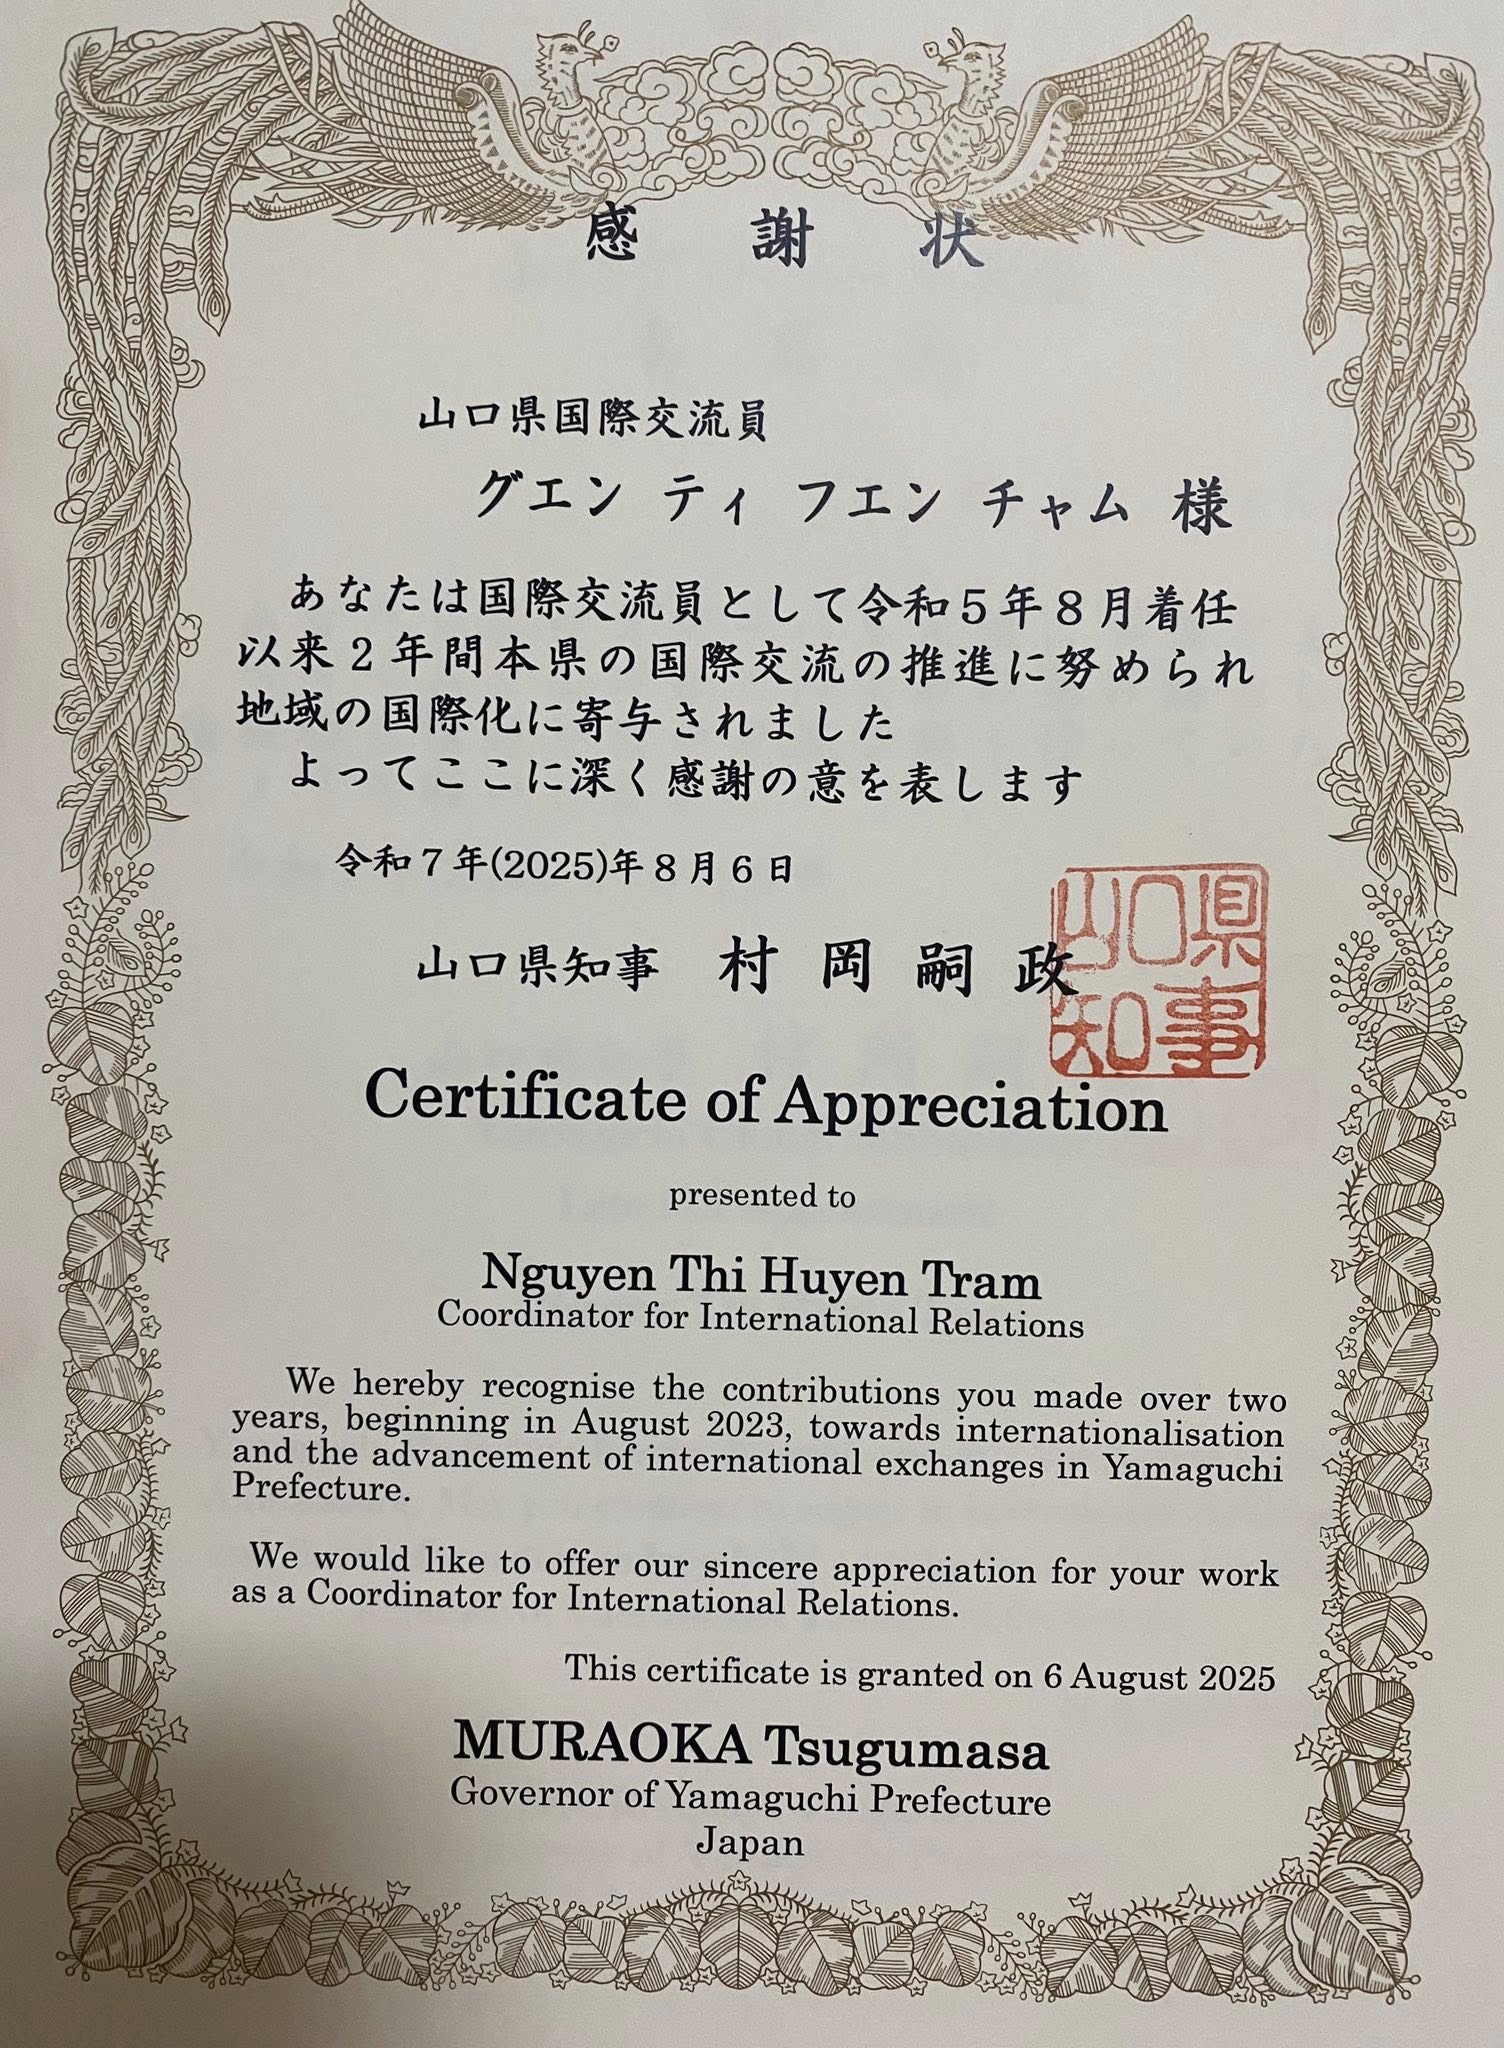 感謝状
山口県国際交流員
グエン ティ フエン チャム 様
あなたは国際交流員として令和5年8月着任
以来2年間本県の国際交流の推進に努められ
地域の国際化に寄与されました
よってここに深く感謝の意を表します
令和7年(2025)年8月6日
山口県知事 村岡嗣政
山口県
知事
Certificate of Appreciation
presented to
Nguyen Thi Huyen Tram
Coordinator for International Relations
We hereby recognise the contributions you made over two
years, beginning in August 2023, towards internationalisation
and the advancement of international exchanges in Yamaguchi
Prefecture.
We would like to offer our sincere appreciation for your work
as a Coordinator for International Relations.
This certificate is granted on 6 August 2025
MURAOKA Tsugumasa
Governor of Yamaguchi Prefecture
Japan